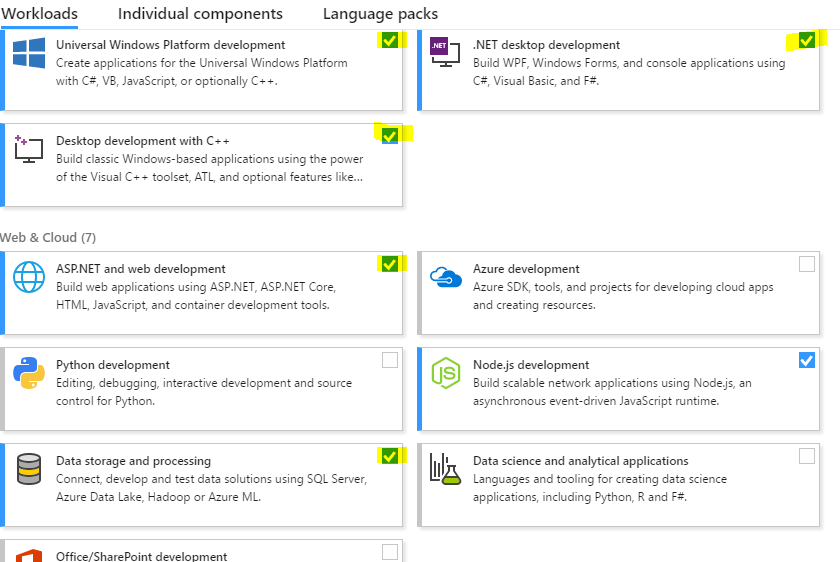 Workloads Individual components Language packs
Universal Windows Platform development
Create applications for the Universal Windows Platform
with C#, VB, JavaScript, or optionally C++.
.NET
.NET desktop development
Build WPF, Windows Forms, and console applications using
C#, Visual Basic, and F#.
Desktop development with C++
Build classic Windows-based applications using the power
of the Visual C++ toolset, ATL, and optional features like...
Web & Cloud (7)
ASP.NET and web development
Build web applications using ASP.NET, ASP.NET Core,
HTML, JavaScript, and container development tools.
Azure development
Azure SDK, tools, and projects for developing cloud apps
and creating resources.
Python development
Editing, debugging, interactive development and source
control for Python.
JS
Node.js development
Build scalable network applications using Node.js, an
asynchronous event-driven JavaScript runtime.
Data storage and processing
Connect, develop and test data solutions using SQL Server,
Azure Data Lake, Hadoop or Azure ML.
Data science and analytical applications
Languages and tooling for creating data science
applications, including Python, R and F#.
Office/SharePoint development